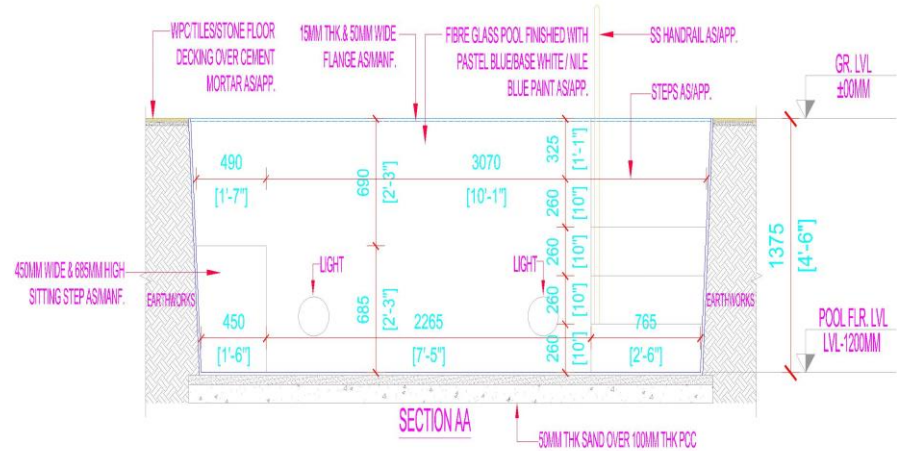 WPC/TILES/STONE FLOOR
DECKING OVER CEMENT
MORTAR AS/APP.
15MM THK.& 50MM WIDE
FLANGE AS/MANF.
FIBRE GLASS POOL FINISHED WITH
PASTEL BLUE/BASE WHITE / NILE
BLUE PAINT AS/APP.
SS HANDRAIL AS/APP.
STEPS AS/APP.
GR. LVL
±00MM
490
[1'-7"]
690
[2'-3"]
3070
[10'-1"]
325
[1'-1"]
260
[10"]
260
[10"]
260
[10"]
260
[10"]
1375
[4'-6"]
450MM WIDE & 685MM HIGH
SITTING STEP AS/MANF.
EARTHWORKS
LIGHT
LIGHT
EARTHWORKS
685
[2'-3"]
450
[1'-6"]
2265
[7'-5"]
765
[2'-6"]
POOL FLR. LVL
LVL-1200MM
SECTION AA
50MM THK SAND OVER 100MM THK PCC